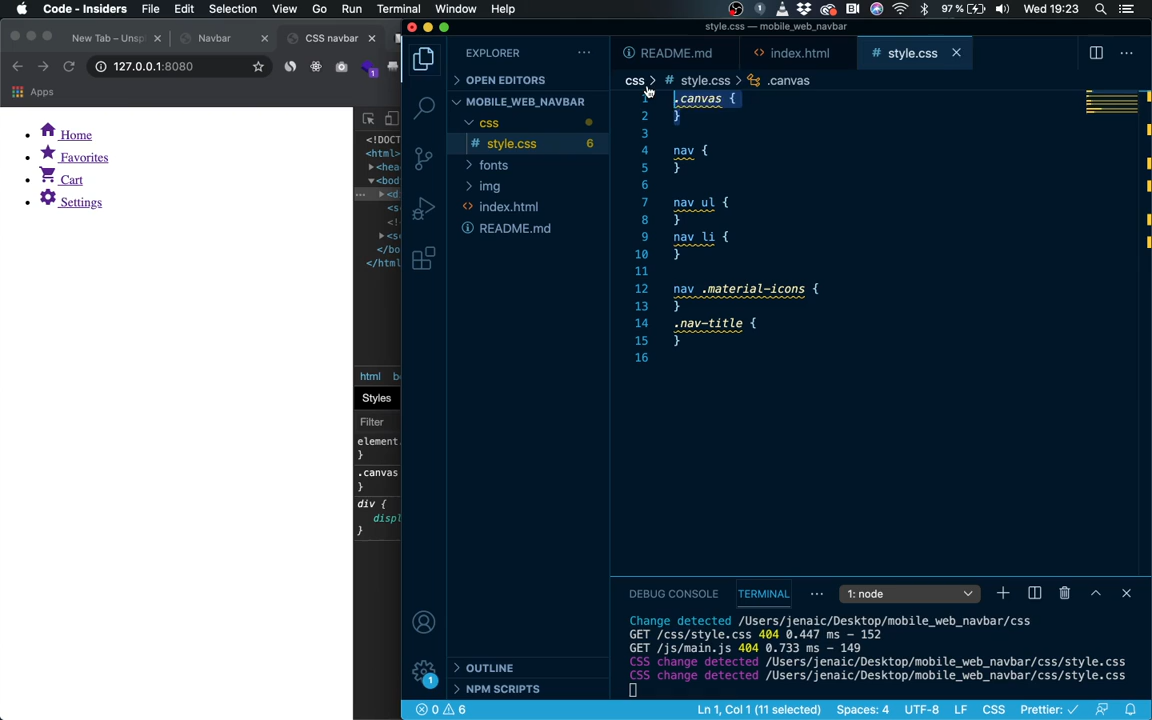 Code - Insiders File Edit Selection View Go Run Terminal Window Help 97 % Wed 19:23
style.css — mobile_web_navbar
New Tab – Unsp Navbar CSS navbar
127.0.0.1:8080
Apps
Home
Favorites
Cart
Settings
<!DOCT
<html>
<hea
<bod
<d
<s
<!
<s
</bo
</html
html b
Styles
Filter
element.
}
.canvas
}
div {
displ
}
EXPLORER
OPEN EDITORS
MOBILE_WEB_NAVBAR
css
# style.css 6
fonts
img
index.html
README.md
OUTLINE
NPM SCRIPTS
README.md index.html # style.css
css > # style.css > .canvas
1 .canvas {
2 }
3
4 nav {
5 }
6
7 nav ul {
8 }
9 nav li {
10 }
11
12 nav .material-icons {
13 }
14 .nav-title {
15 }
16
DEBUG CONSOLE TERMINAL 1: node
Change detected /Users/jenaic/Desktop/mobile_web_navbar/css
GET /css/style.css 404 0.447 ms - 152
GET /js/main.js 404 0.733 ms - 149
CSS change detected /Users/jenaic/Desktop/mobile_web_navbar/css/style.css
CSS change detected /Users/jenaic/Desktop/mobile_web_navbar/css/style.css
1
0 6 Ln 1, Col 1 (11 selected) Spaces: 4 UTF-8 LF CSS Prettier: ✓